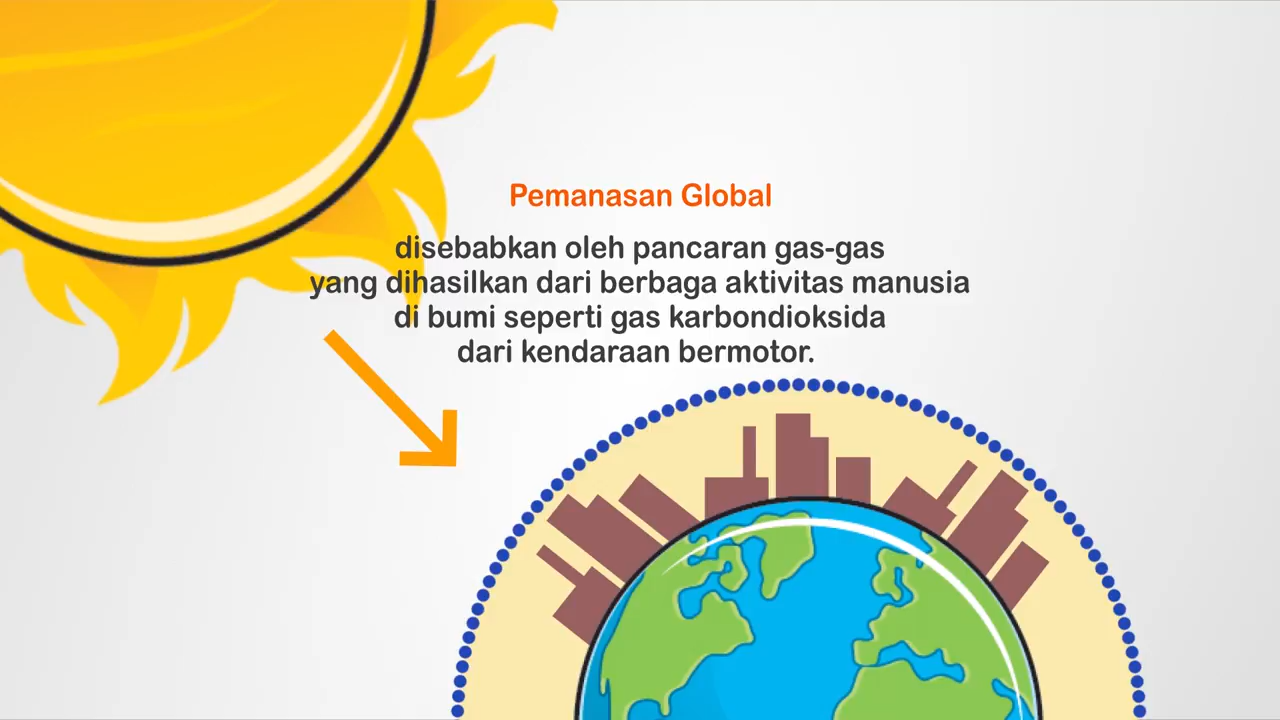 Pemanasan Global
disebabkan oleh pancaran gas-gas
yang dihasilkan dari berbaga aktivitas manusia
di bumi seperti gas karbondioksida
dari kendaraan bermotor.